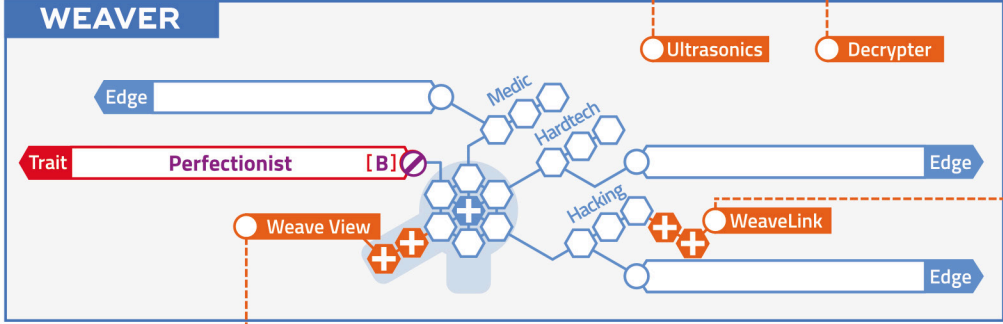 WEAVER
Ultrasonics
Decrypter
Edge
Medic
Hardtech
Trait
Perfectionist
[B]
Edge
Hacking
Weave View
WeaveLink
Edge